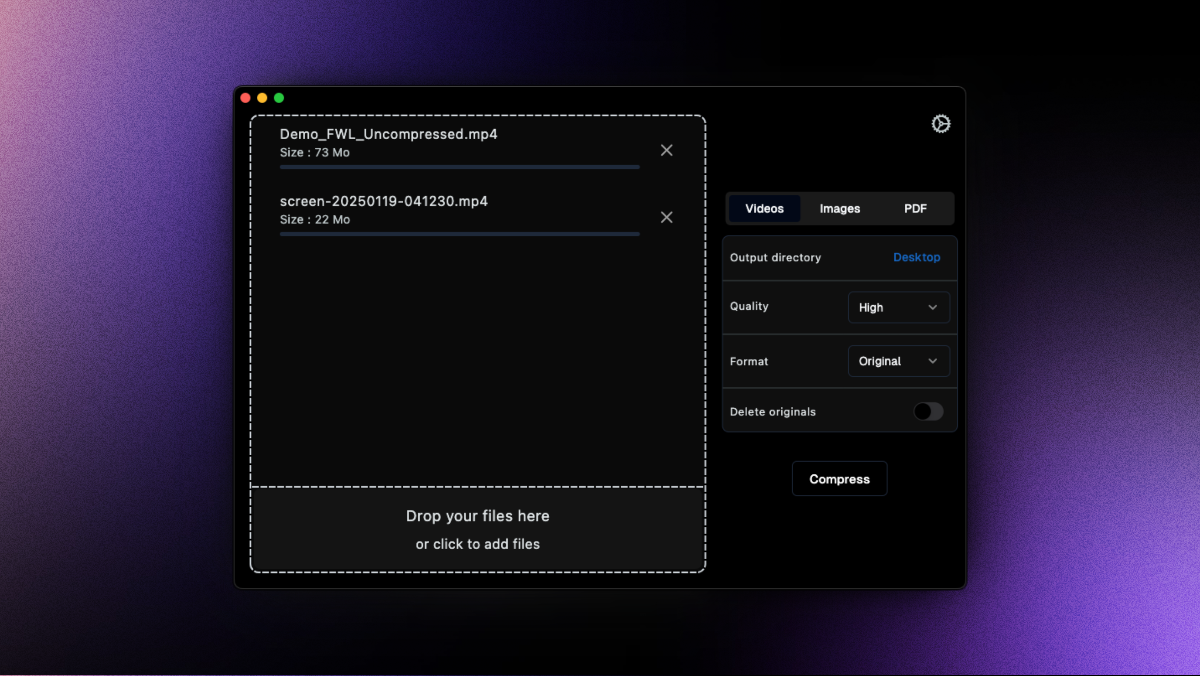 Demo_FWL_Uncompressed.mp4
Size : 73 Mo
screen-20250119-041230.mp4
Size : 22 Mo
Drop your files here
or click to add files
Videos Images PDF
Output directory Desktop
Quality High
Format Original
Delete originals
Compress